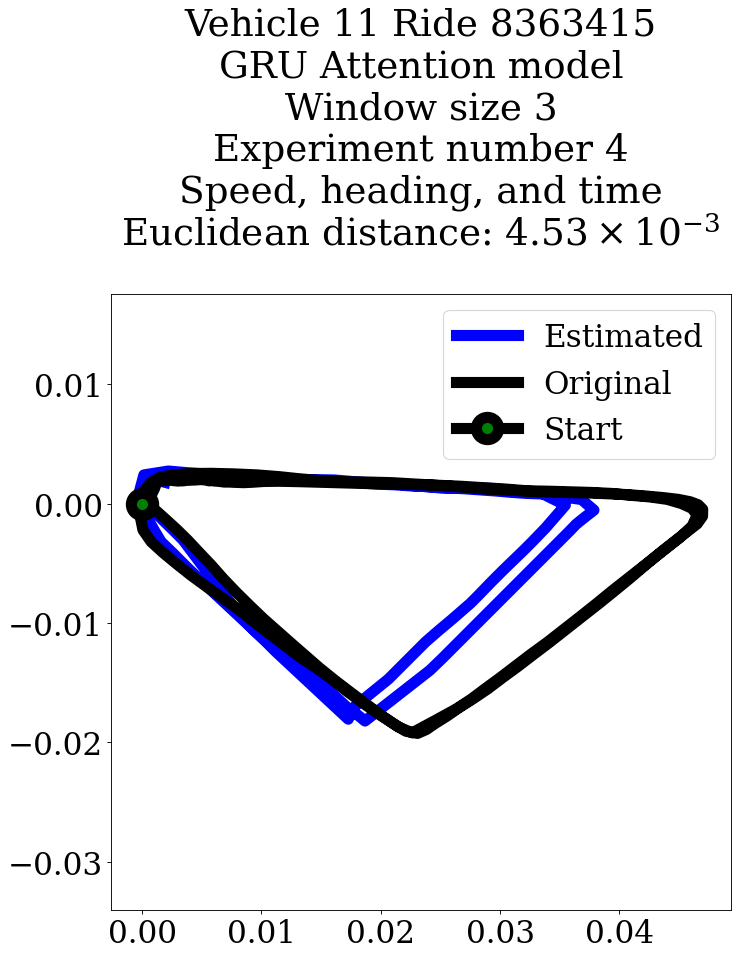 Vehicle 11 Ride 8363415
GRU Attention model
Window size 3
Experiment number 4
Speed, heading, and time
Euclidean distance: 4.53 × 10⁻³
Estimated
Original
Start
0.01
0.00
−0.01
−0.02
−0.03
0.00 0.01 0.02 0.03 0.04